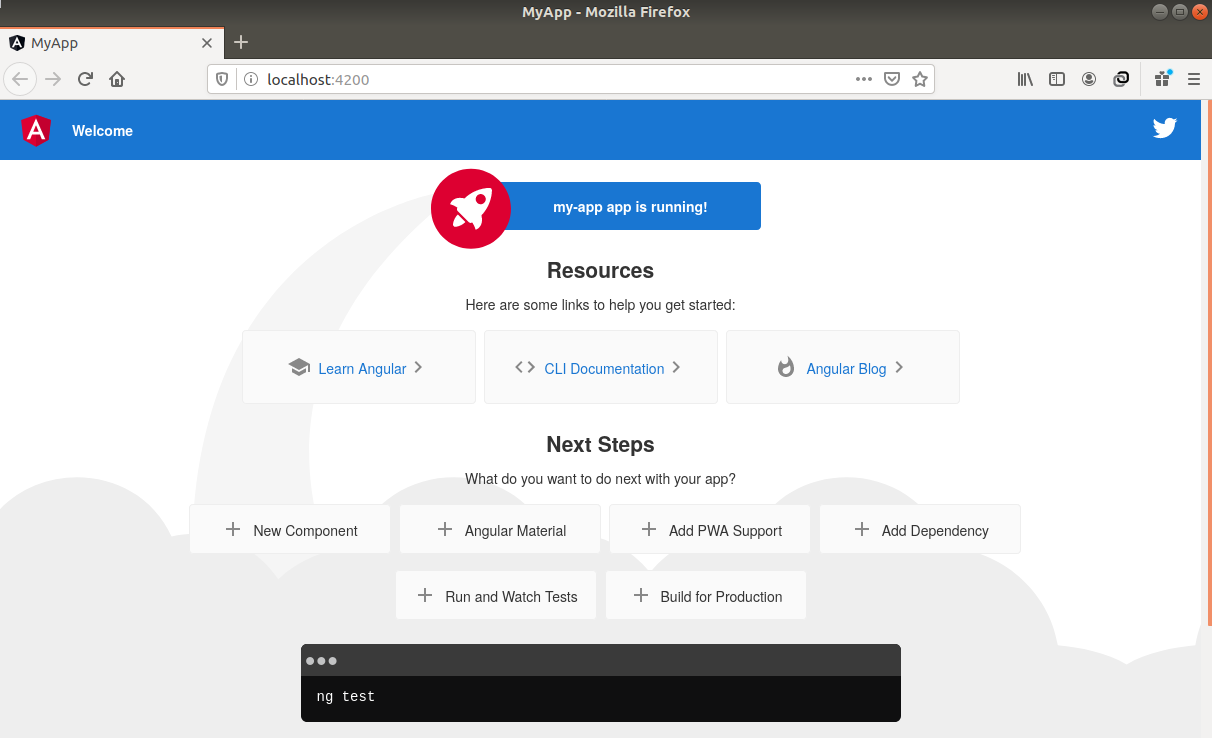 MyApp - Mozilla Firefox
MyApp
localhost:4200
Welcome
my-app app is running!
Resources
Here are some links to help you get started:
Learn Angular
CLI Documentation
Angular Blog
Next Steps
What do you want to do next with your app?
New Component
Angular Material
Add PWA Support
Add Dependency
Run and Watch Tests
Build for Production
ng test